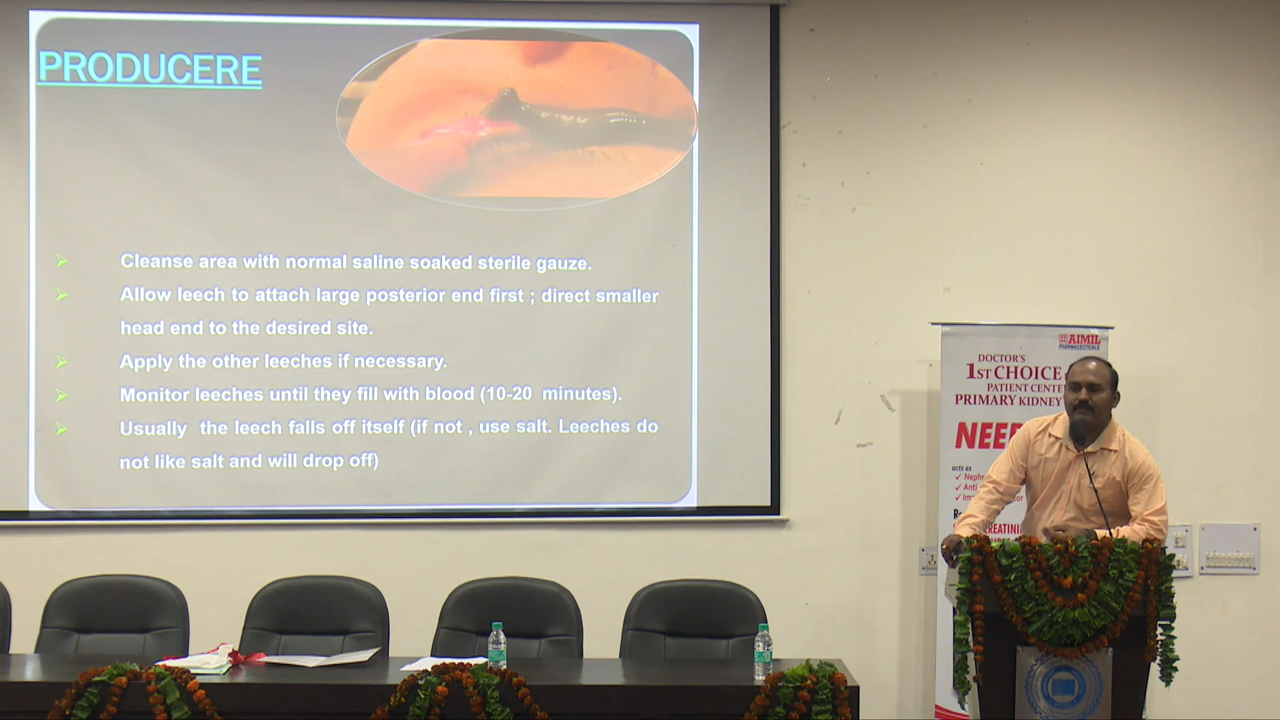 PRODUCERE
Cleanse area with normal saline soaked sterile gauze.
Allow leech to attach large posterior end first ; direct smaller
head end to the desired site.
Apply the other leeches if necessary.
Monitor leeches until they fill with blood (10-20 minutes).
Usually the leech falls off itself (if not , use salt. Leeches do
not like salt and will drop off)
AIMIL
PHARMACEUTICALS
DOCTOR'S
1ST CHOICE
PATIENT
PRIMARY KIDNEY
acts as